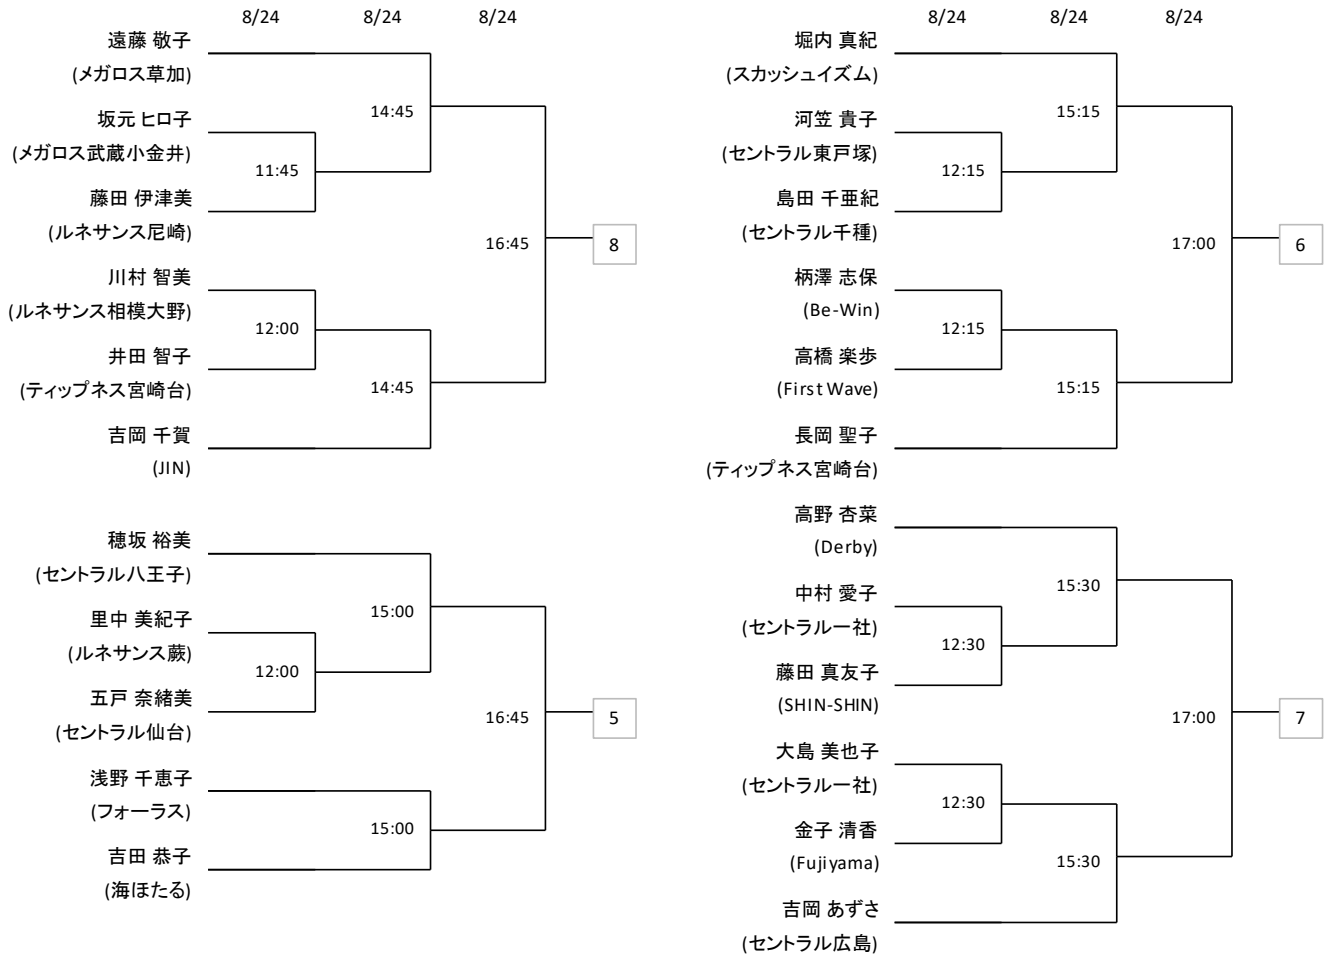 8/24
8/24
8/24
遠藤 敬子
(メガロス草加)
14:45
坂元 ヒロ子
(メガロス武蔵小金井)
11:45
藤田 伊津美
(ルネサンス尼崎)
16:45
8
川村 智美
(ルネサンス相模大野)
12:00
井田 智子
(ティップネス宮崎台)
14:45
吉岡 千賀
(JIN)
穂坂 裕美
(セントラル八王子)
15:00
里中 美紀子
(ルネサンス蕨)
12:00
五戸 奈緒美
(セントラル仙台)
16:45
5
浅野 千恵子
(フォーラス)
15:00
吉田 恭子
(海ほたる)
8/24
8/24
8/24
堀内 真紀
(スカッシュイズム)
15:15
河笠 貴子
(セントラル東戸塚)
12:15
島田 千亜紀
(セントラル千種)
17:00
6
柄澤 志保
(Be-Win)
12:15
高橋 楽歩
(First Wave)
15:15
長岡 聖子
(ティップネス宮崎台)
高野 杏菜
(Derby)
15:30
中村 愛子
(セントラル一社)
12:30
藤田 真友子
(SHIN-SHIN)
17:00
7
大島 美也子
(セントラル一社)
12:30
金子 清香
(Fujiyama)
15:30
吉岡 あずさ
(セントラル広島)